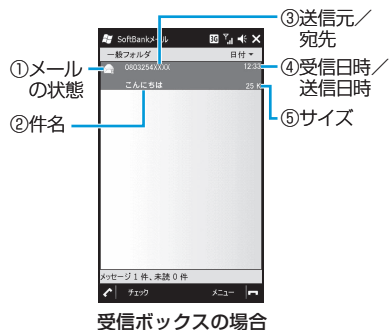 ③送信元／
宛先
SoftBankメール
一般フォルダ 日付
①メール
の状態
0803254XXXX 12:33
④受信日時／
送信日時
こんにちは 25 K
②件名
⑤サイズ
メッセージ 1 件、未読 0 件
チェック メニュー
受信ボックスの場合